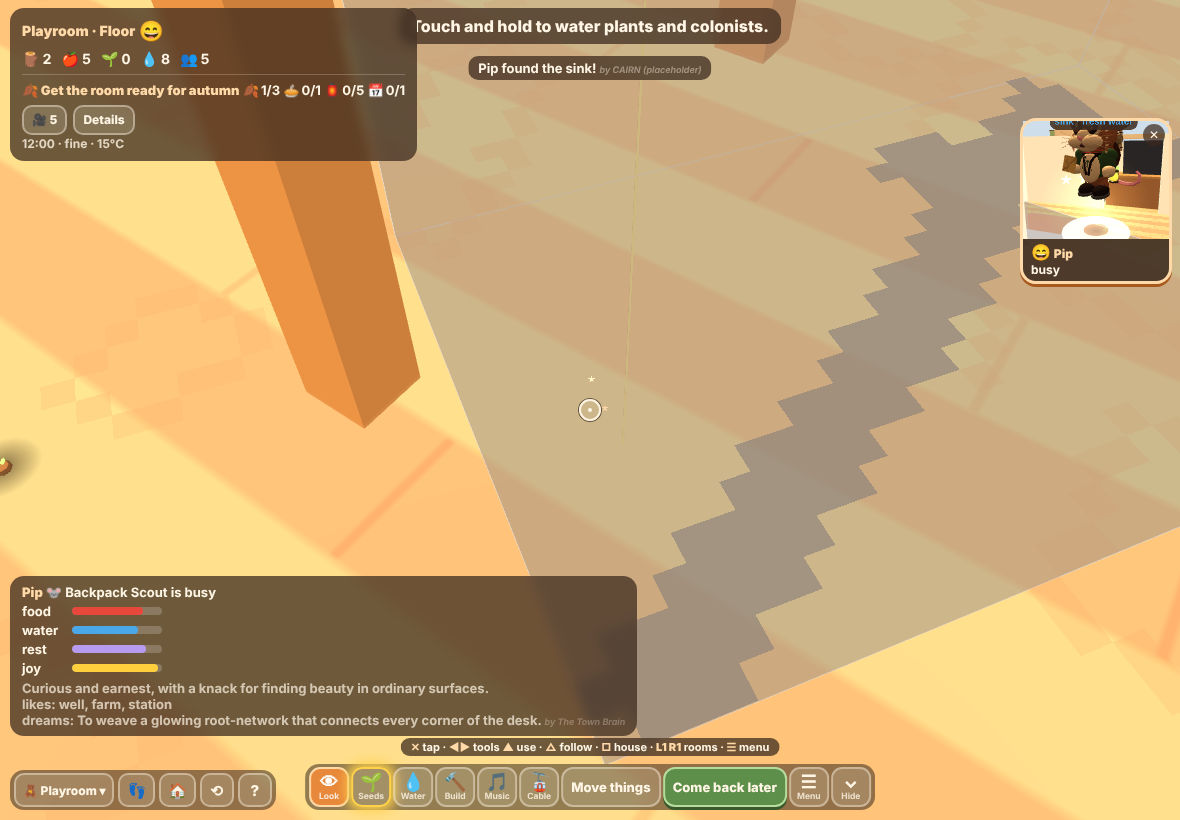 Playroom · Floor
2 5 0 8 5
Get the room ready for autumn 1/3 0/1 0/5 0/1
5 Details
12:00 · fine · 15°C
Touch and hold to water plants and colonists.
Pip found the sink! by CAIRN (placeholder)
sink · fresh water
Pip
busy
Pip Backpack Scout is busy
food
water
rest
joy
Curious and earnest, with a knack for finding beauty in ordinary surfaces.
likes: well, farm, station
dreams: To weave a glowing root-network that connects every corner of the desk. by The Town Brain
✕ tap · ◀▶ tools ▲ use · △ follow · ☐ house · L1 R1 rooms · ☰ menu
Playroom ▾ ?
Look Seeds Water Build Music Cable Move things Come back later Menu Hide